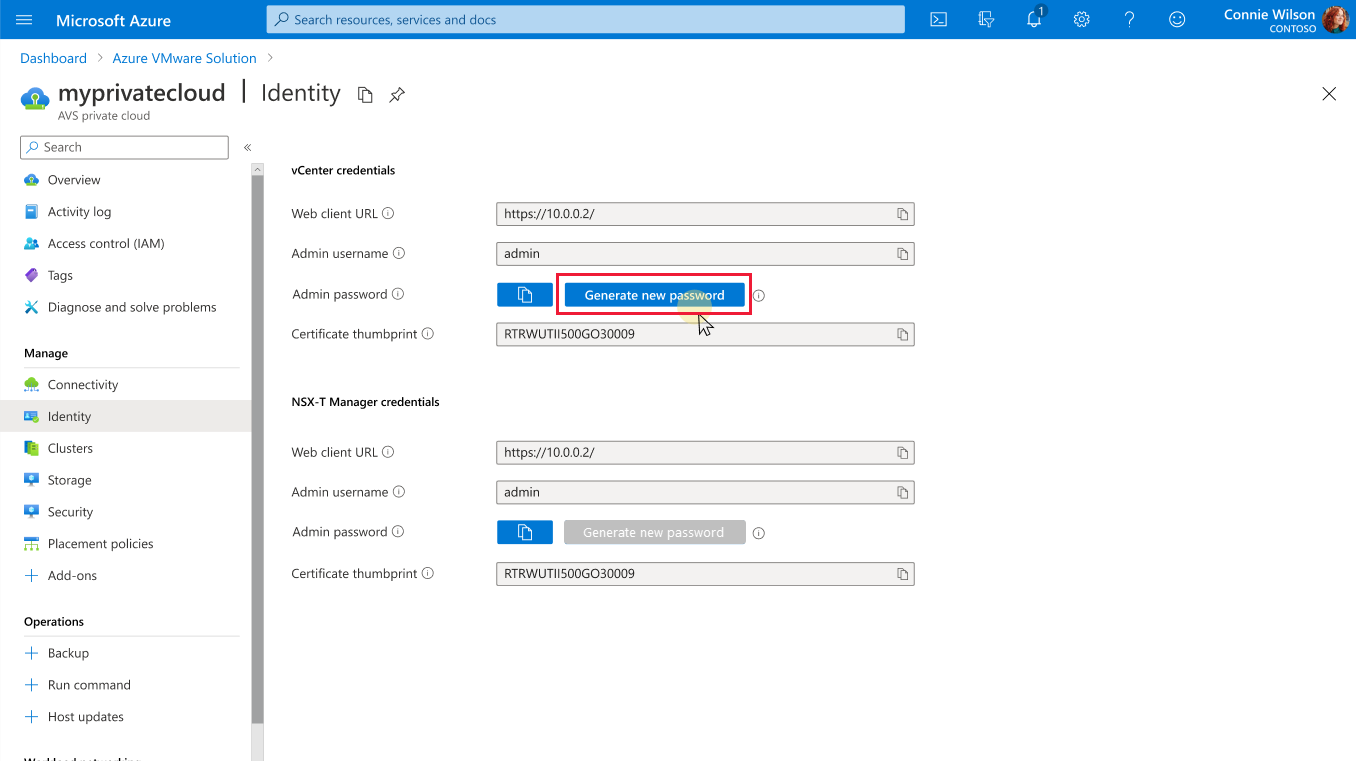 Microsoft Azure
Search resources, services and docs
1
Connie Wilson
CONTOSO
Dashboard > Azure VMware Solution >
myprivatecloud | Identity
AVS private cloud
Search
«
Overview
Activity log
Access control (IAM)
Tags
Diagnose and solve problems
Manage
Connectivity
Identity
Clusters
Storage
Security
Placement policies
Add-ons
Operations
Backup
Run command
Host updates
vCenter credentials
Web client URL
https://10.0.0.2/
Admin username
admin
Admin password
Generate new password
Certificate thumbprint
RTRWUTII500GO30009
NSX-T Manager credentials
Web client URL
https://10.0.0.2/
Admin username
admin
Admin password
Generate new password
Certificate thumbprint
RTRWUTII500GO30009